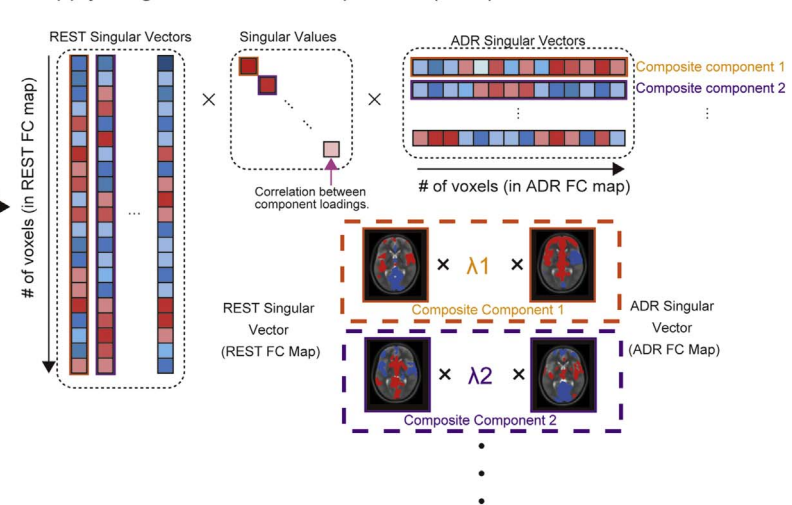 REST Singular Vectors
Singular Values
ADR Singular Vectors
# of voxels (in REST FC map)
×
×
Composite component 1
Composite component 2
Correlation between
component loadings.
# of voxels (in ADR FC map)
× λ1 ×
Composite Component 1
REST Singular
Vector
(REST FC Map)
ADR Singular
Vector
(ADR FC Map)
× λ2 ×
Composite Component 2